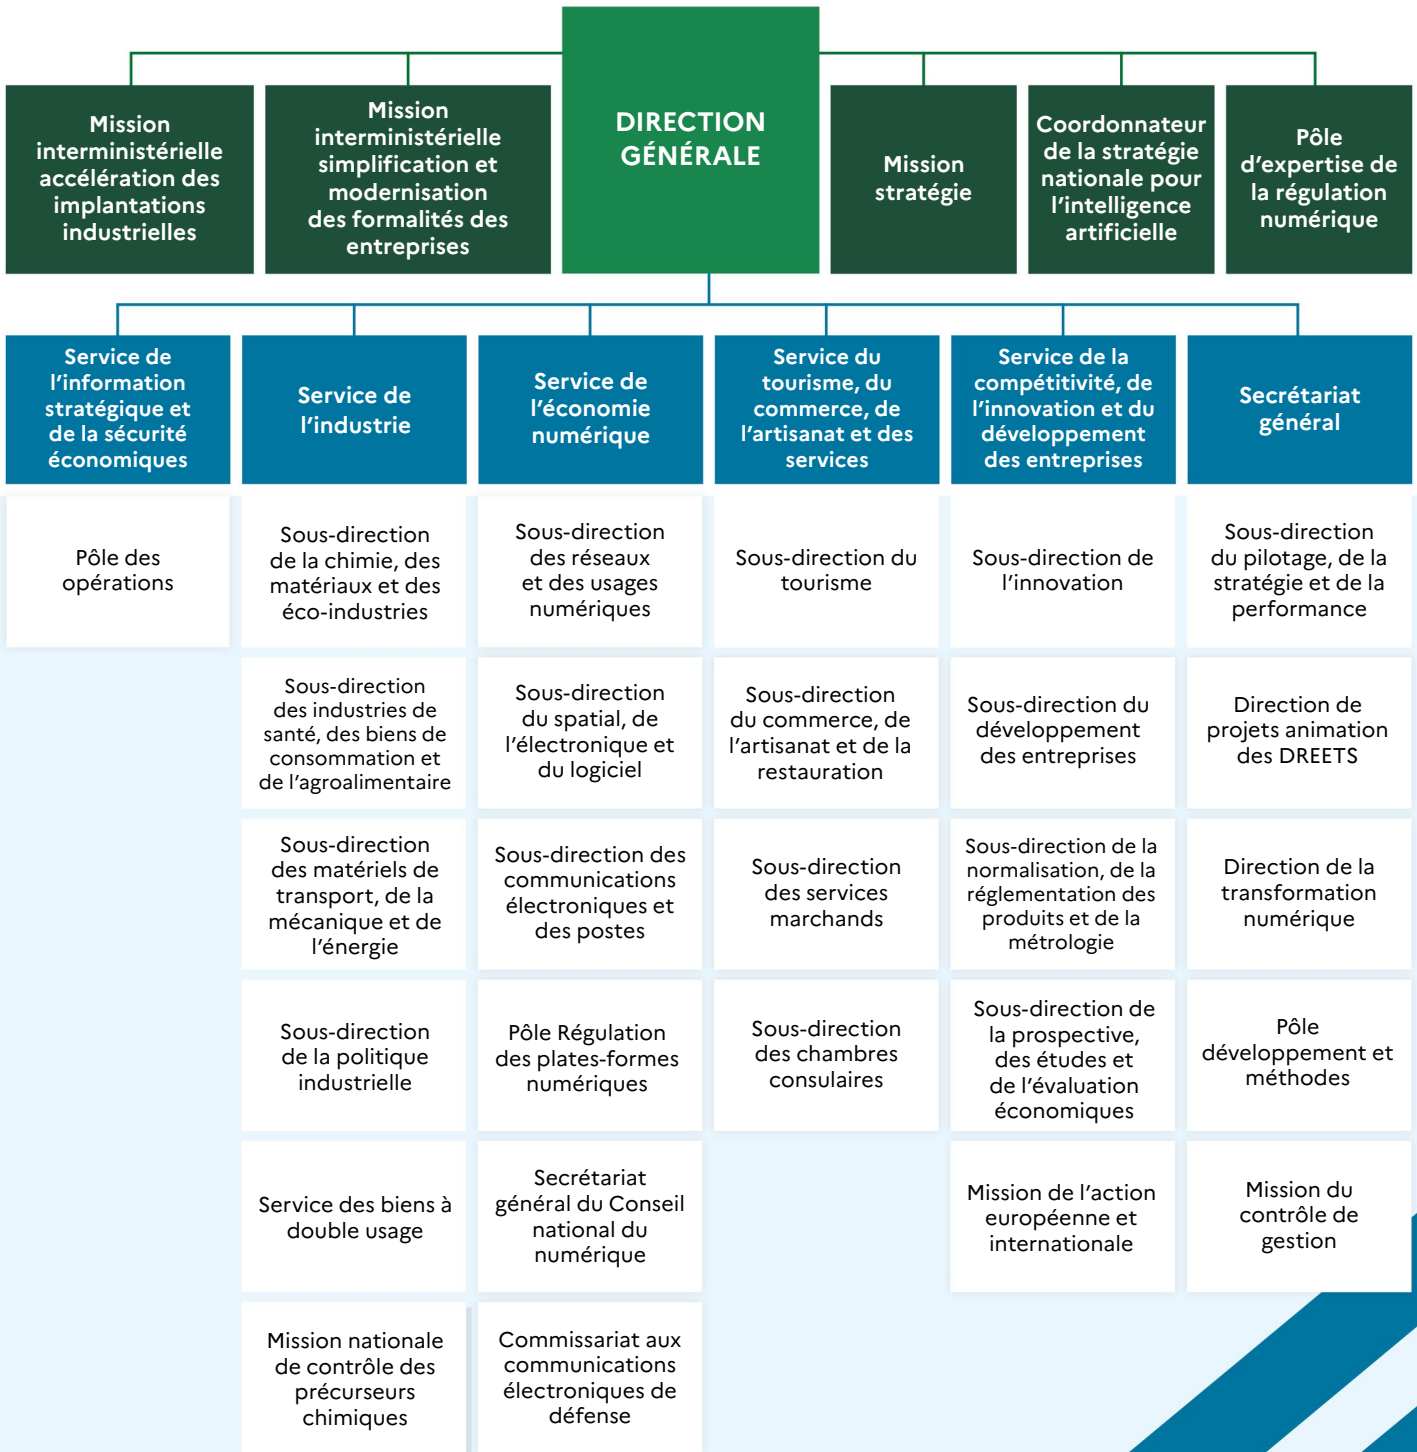 DIRECTION
GÉNÉRALE
Mission
interministérielle
accélération des
implantations
industrielles
Mission
interministérielle
simplification et
modernisation
des formalités des
entreprises
Mission
stratégie
Coordonnateur
de la stratégie
nationale pour
l'intelligence
artificielle
Pôle
d'expertise de
la régulation
numérique
Service de
l'information
stratégique et
de la sécurité
économiques
Service de
l'industrie
Service de
l'économie
numérique
Service du
tourisme, du
commerce, de
l'artisanat et des
services
Service de la
compétitivité, de
l'innovation et du
développement
des entreprises
Secrétariat
général
Pôle des
opérations
Sous-direction
de la chimie, des
matériaux et des
éco-industries
Sous-direction
des réseaux
et des usages
numériques
Sous-direction du
tourisme
Sous-direction de
l'innovation
Sous-direction
du pilotage, de la
stratégie et de la
performance
Sous-direction
des industries de
santé, des biens de
consommation et
de l'agroalimentaire
Sous-direction
du spatial, de
l'électronique et
du logiciel
Sous-direction
du commerce, de
l'artisanat et de la
restauration
Sous-direction du
développement
des entreprises
Direction de
projets animation
des DREETS
Sous-direction
des matériels de
transport, de la
mécanique et de
l'énergie
Sous-direction des
communications
électroniques et
des postes
Sous-direction
des services
marchands
Sous-direction de la
normalisation, de la
réglementation des
produits et de la
métrologie
Direction de la
transformation
numérique
Sous-direction
de la politique
industrielle
Pôle Régulation
des plates-formes
numériques
Sous-direction
des chambres
consulaires
Sous-direction de
la prospective,
des études et
de l'évaluation
économiques
Pôle
développement et
méthodes
Service des biens à
double usage
Secrétariat
général du Conseil
national du
numérique
Mission de l'action
européenne et
internationale
Mission du
contrôle de
gestion
Mission nationale
de contrôle des
précurseurs
chimiques
Commissariat aux
communications
électroniques de
défense